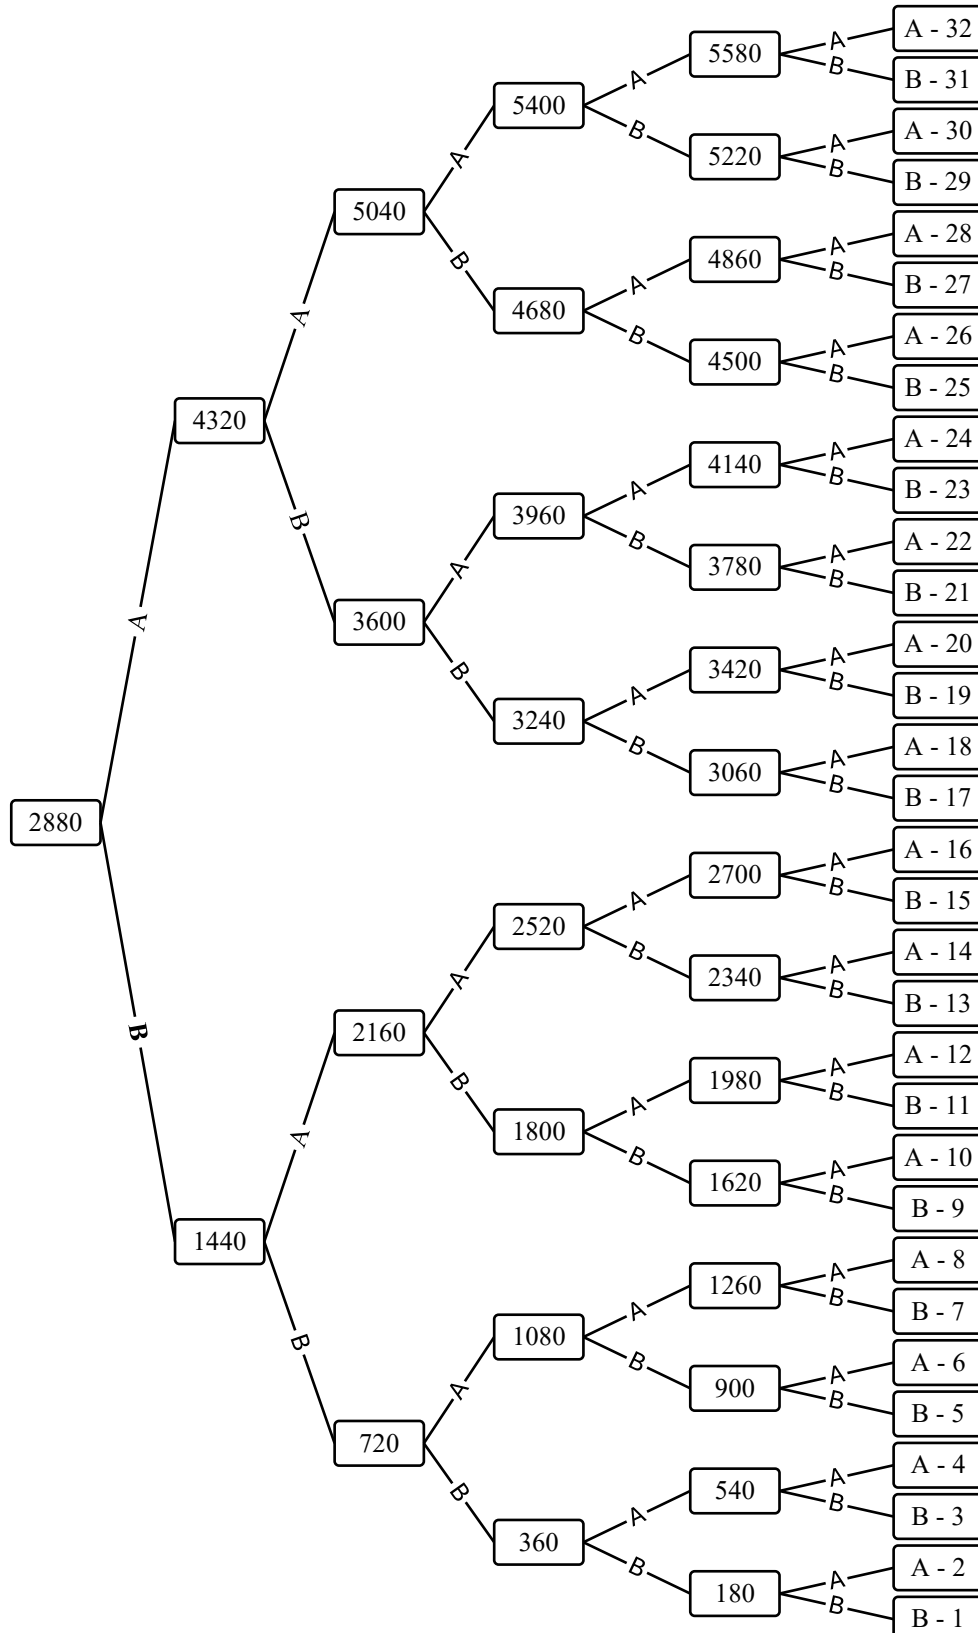 2880
A
B
4320
1440
A
B
A
B
5040
3600
2160
720
A
B
A
B
A
B
A
B
5400
4680
3960
3240
2520
1800
1080
360
A
B
A
B
A
B
A
B
A
B
A
B
A
B
A
B
5580
5220
4860
4500
4140
3780
3420
3060
2700
2340
1980
1620
1260
900
540
180
A
B
A
B
A
B
A
B
A
B
A
B
A
B
A
B
A
B
A
B
A
B
A
B
A
B
A
B
A
B
A
B
A - 32
B - 31
A - 30
B - 29
A - 28
B - 27
A - 26
B - 25
A - 24
B - 23
A - 22
B - 21
A - 20
B - 19
A - 18
B - 17
A - 16
B - 15
A - 14
B - 13
A - 12
B - 11
A - 10
B - 9
A - 8
B - 7
A - 6
B - 5
A - 4
B - 3
A - 2
B - 1